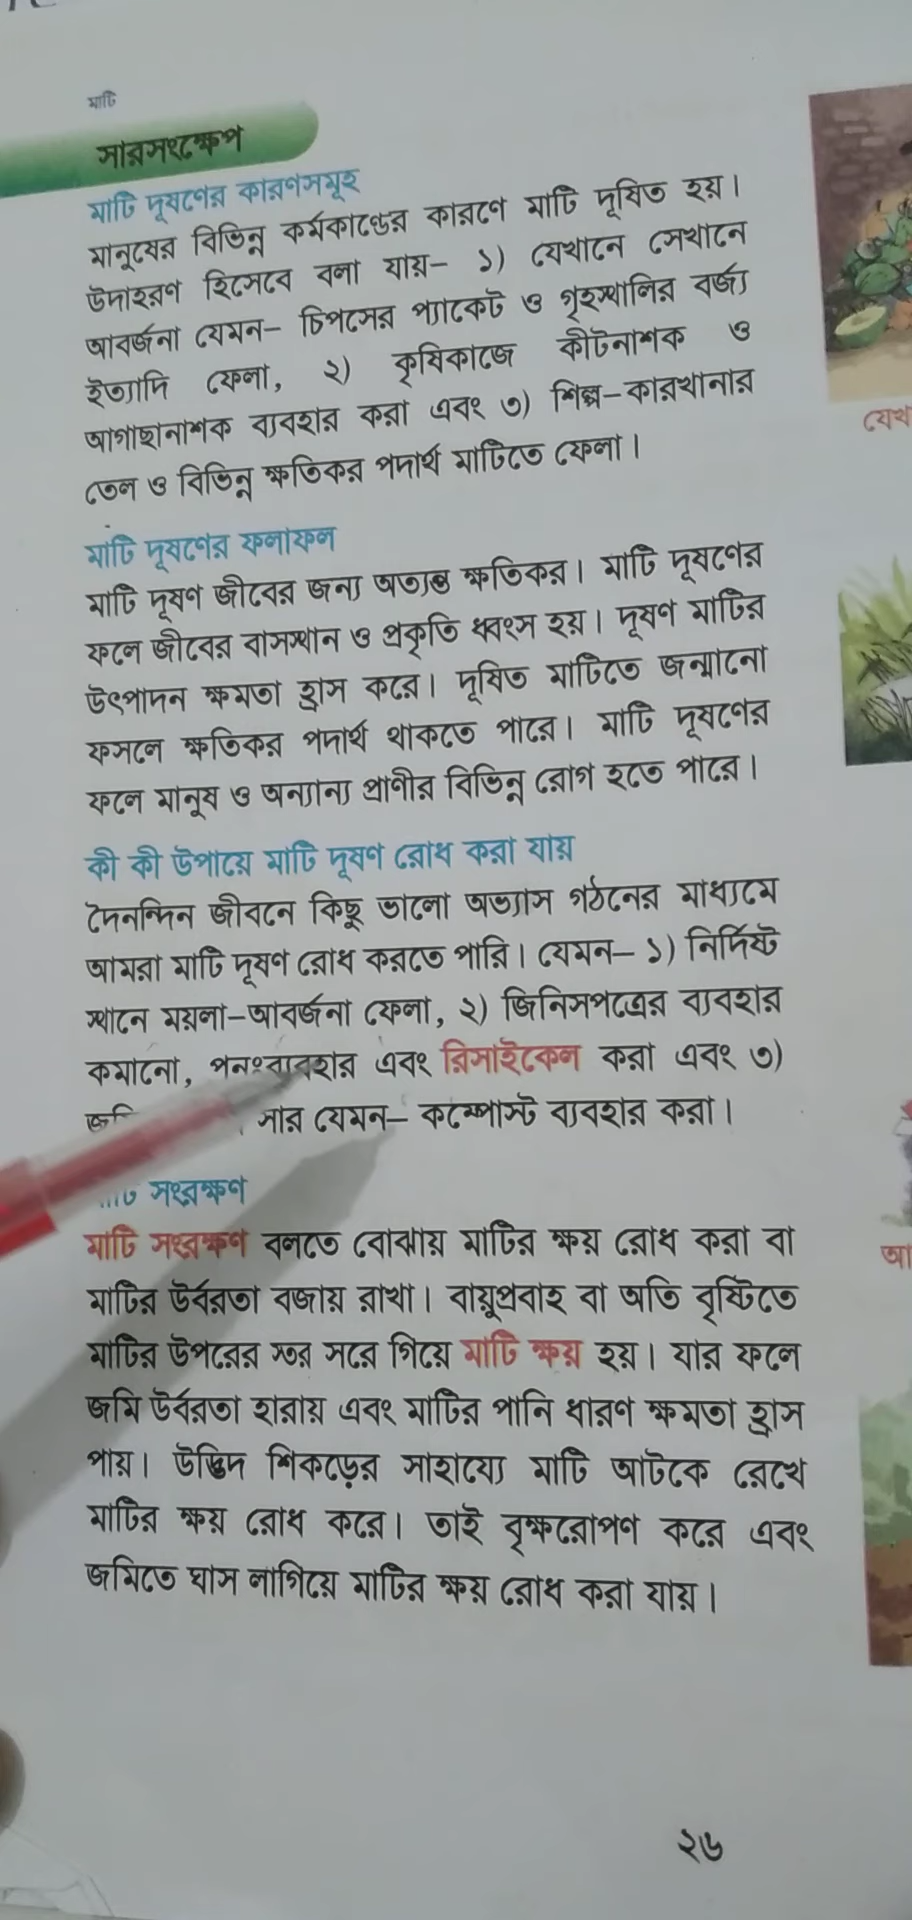 মাটি
সারসংক্ষেপ
মাটি দূষণের কারণসমূহ
মানুষের বিভিন্ন কর্মকাণ্ডের কারণে মাটি দূষিত হয়।
উদাহরণ হিসেবে বলা যায়– ১) যেখানে সেখানে
আবর্জনা যেমন– চিপসের প্যাকেট ও গৃহস্থালির বর্জ্য
ইত্যাদি ফেলা, ২) কৃষিকাজে কীটনাশক ও
আগাছানাশক ব্যবহার করা এবং ৩) শিল্প–কারখানার
তেল ও বিভিন্ন ক্ষতিকর পদার্থ মাটিতে ফেলা।
মাটি দূষণের ফলাফল
মাটি দূষণ জীবের জন্য অত্যন্ত ক্ষতিকর। মাটি দূষণের
ফলে জীবের বাসস্থান ও প্রকৃতি ধ্বংস হয়। দূষণ মাটির
উৎপাদন ক্ষমতা হ্রাস করে। দূষিত মাটিতে জন্মানো
ফসলে ক্ষতিকর পদার্থ থাকতে পারে। মাটি দূষণের
ফলে মানুষ ও অন্যান্য প্রাণীর বিভিন্ন রোগ হতে পারে।
কী কী উপায়ে মাটি দূষণ রোধ করা যায়
দৈনন্দিন জীবনে কিছু ভালো অভ্যাস গঠনের মাধ্যমে
আমরা মাটি দূষণ রোধ করতে পারি। যেমন– ১) নির্দিষ্ট
স্থানে ময়লা–আবর্জনা ফেলা, ২) জিনিসপত্রের ব্যবহার
কমানো, পুনঃব্যবহার এবং রিসাইকেল করা এবং ৩)
সার যেমন– কম্পোস্ট ব্যবহার করা।
সংরক্ষণ
মাটি সংরক্ষণ বলতে বোঝায় মাটির ক্ষয় রোধ করা বা
মাটির উর্বরতা বজায় রাখা। বায়ুপ্রবাহ বা অতি বৃষ্টিতে
মাটির উপরের স্তর সরে গিয়ে মাটি ক্ষয় হয়। যার ফলে
জমি উর্বরতা হারায় এবং মাটির পানি ধারণ ক্ষমতা হ্রাস
পায়। উদ্ভিদ শিকড়ের সাহায্যে মাটি আটকে রেখে
মাটির ক্ষয় রোধ করে। তাই বৃক্ষরোপণ করে এবং
জমিতে ঘাস লাগিয়ে মাটির ক্ষয় রোধ করা যায়।
২৬